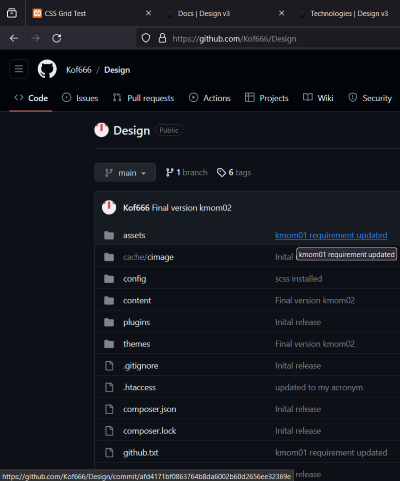 CSS Grid Test
Docs | Design v3
Technologies | Design v3
https://github.com/Kof666/Design
Kof666 / Design
Code
Issues
Pull requests
Actions
Projects
Wiki
Security
Design Public
main
1 branch
6 tags
Kof666 Final version kmom02
assets kmom01 requirement updated
cache/cimage Inital
kmom01 requirement updated
config scss installed
content Final version kmom02
plugins Inital release
themes Final version kmom02
.gitignore Inital release
.htaccess updated to my acronym
composer.json Inital release
composer.lock Inital release
github.txt kmom01 requirement updated
https://github.com/Kof666/Design/commit/afd4171bf0863764b8da6002b60d2656ee32369e
release